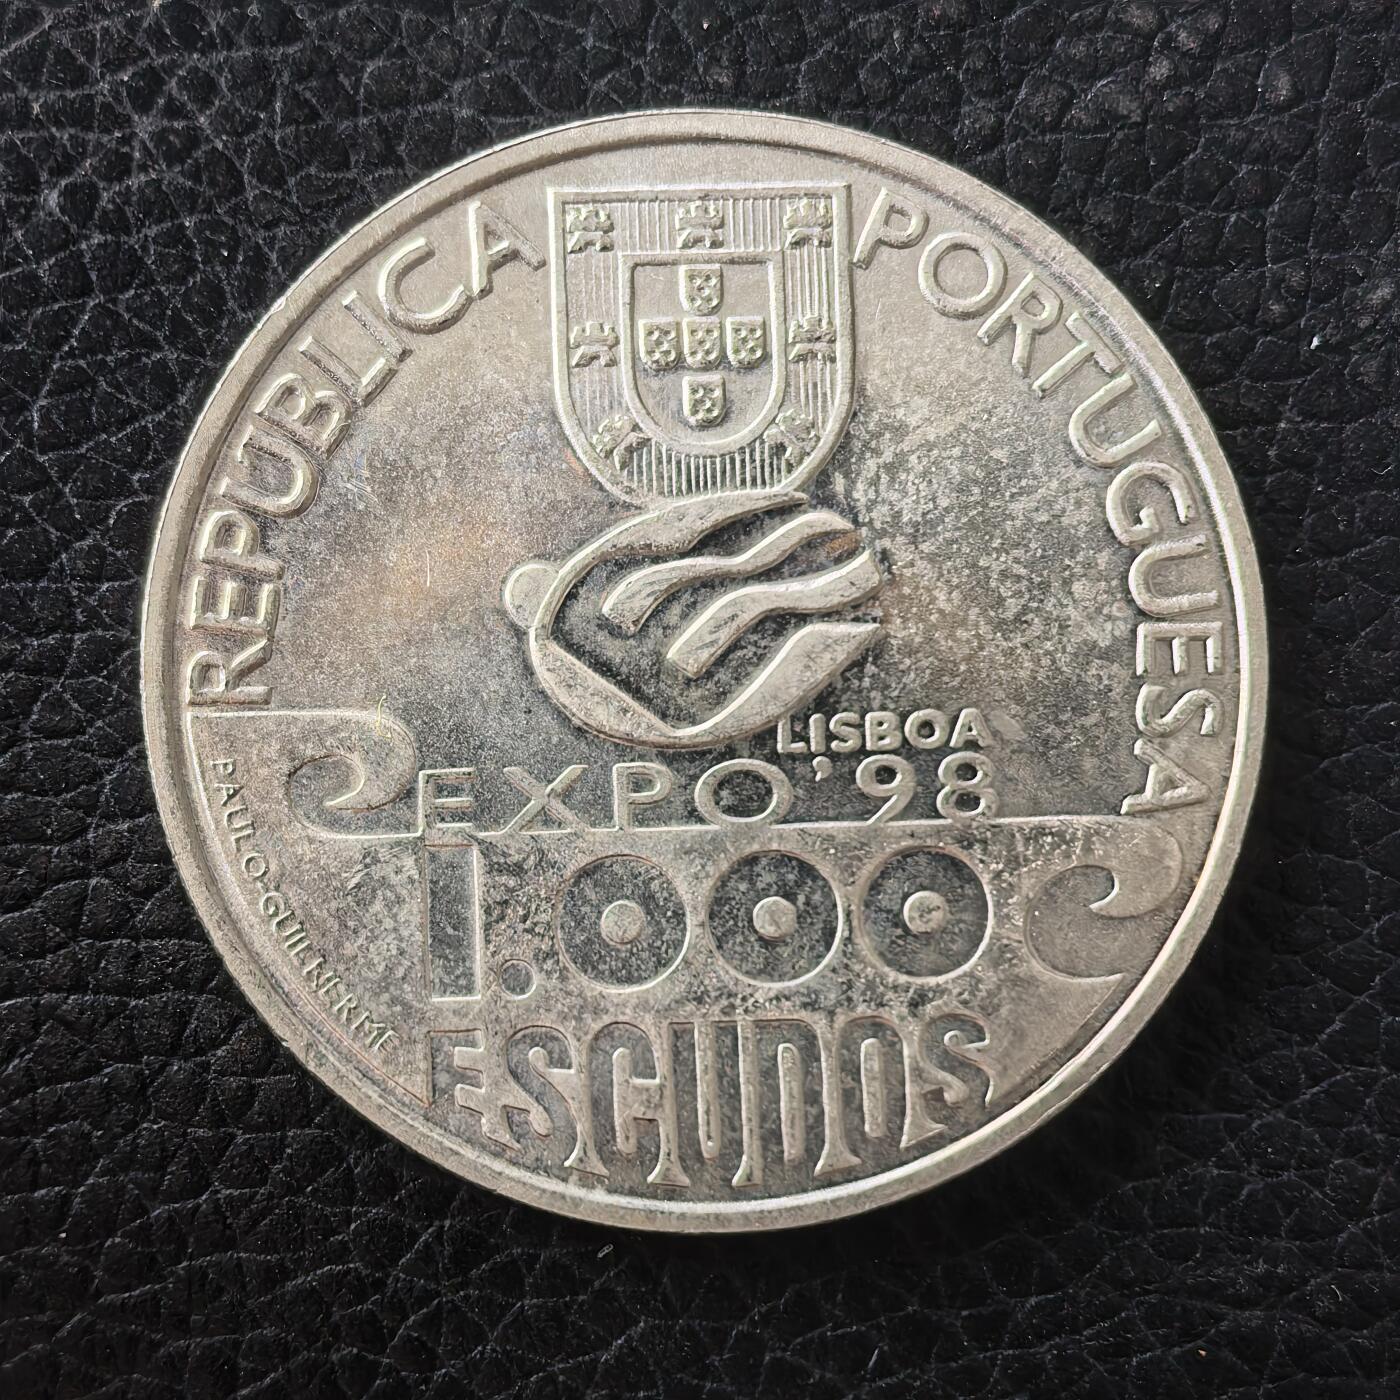 REPUBLICA PORTUGUESA
LISBOA
EXPO '98
1.000
ESCUDOS
PAULO-GUILHERME